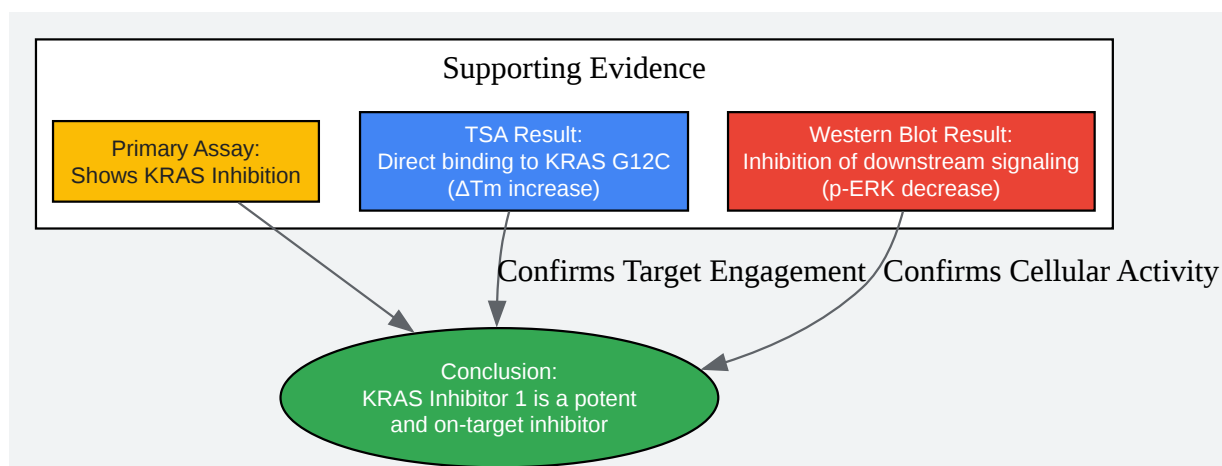 Supporting Evidence
Primary Assay:
Shows KRAS Inhibition
TSA Result:
Direct binding to KRAS G12C
(ΔTm increase)
Western Blot Result:
Inhibition of downstream signaling
(p-ERK decrease)
Confirms Target Engagement
Confirms Cellular Activity
Conclusion:
KRAS Inhibitor 1 is a potent
and on-target inhibitor